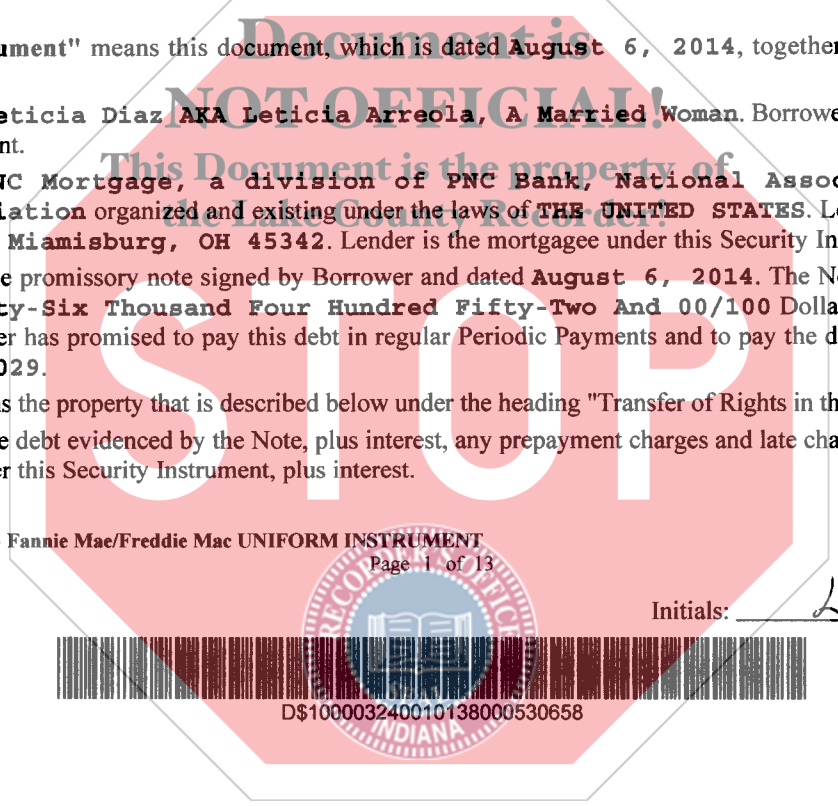 Document is
ument" means this document, which is dated August 6, 2014, together
NOT OFFICIAL!
eticia Diaz AKA Leticia Arreola, A Married Woman. Borrowe
nt.
This Document is the property of
NC Mortgage, a division of PNC Bank, National Assoc
iation organized and existing under the laws of THE UNITED STATES. Le
the Lake County Recorder!
Miamisburg, OH 45342. Lender is the mortgagee under this Security In
e promissory note signed by Borrower and dated August 6, 2014. The N
ty-Six Thousand Four Hundred Fifty-Two And 00/100 Dolla
er has promised to pay this debt in regular Periodic Payments and to pay the d
029.
STOP
s the property that is described below under the heading "Transfer of Rights in th
e debt evidenced by the Note, plus interest, any prepayment charges and late cha
er this Security Instrument, plus interest.
Fannie Mae/Freddie Mac UNIFORM INSTRUMENT
Page 1 of 13
RECORDER'S OFFICE
Initials: L
SEAL
D$10000324001013800053065​8
INDIANA